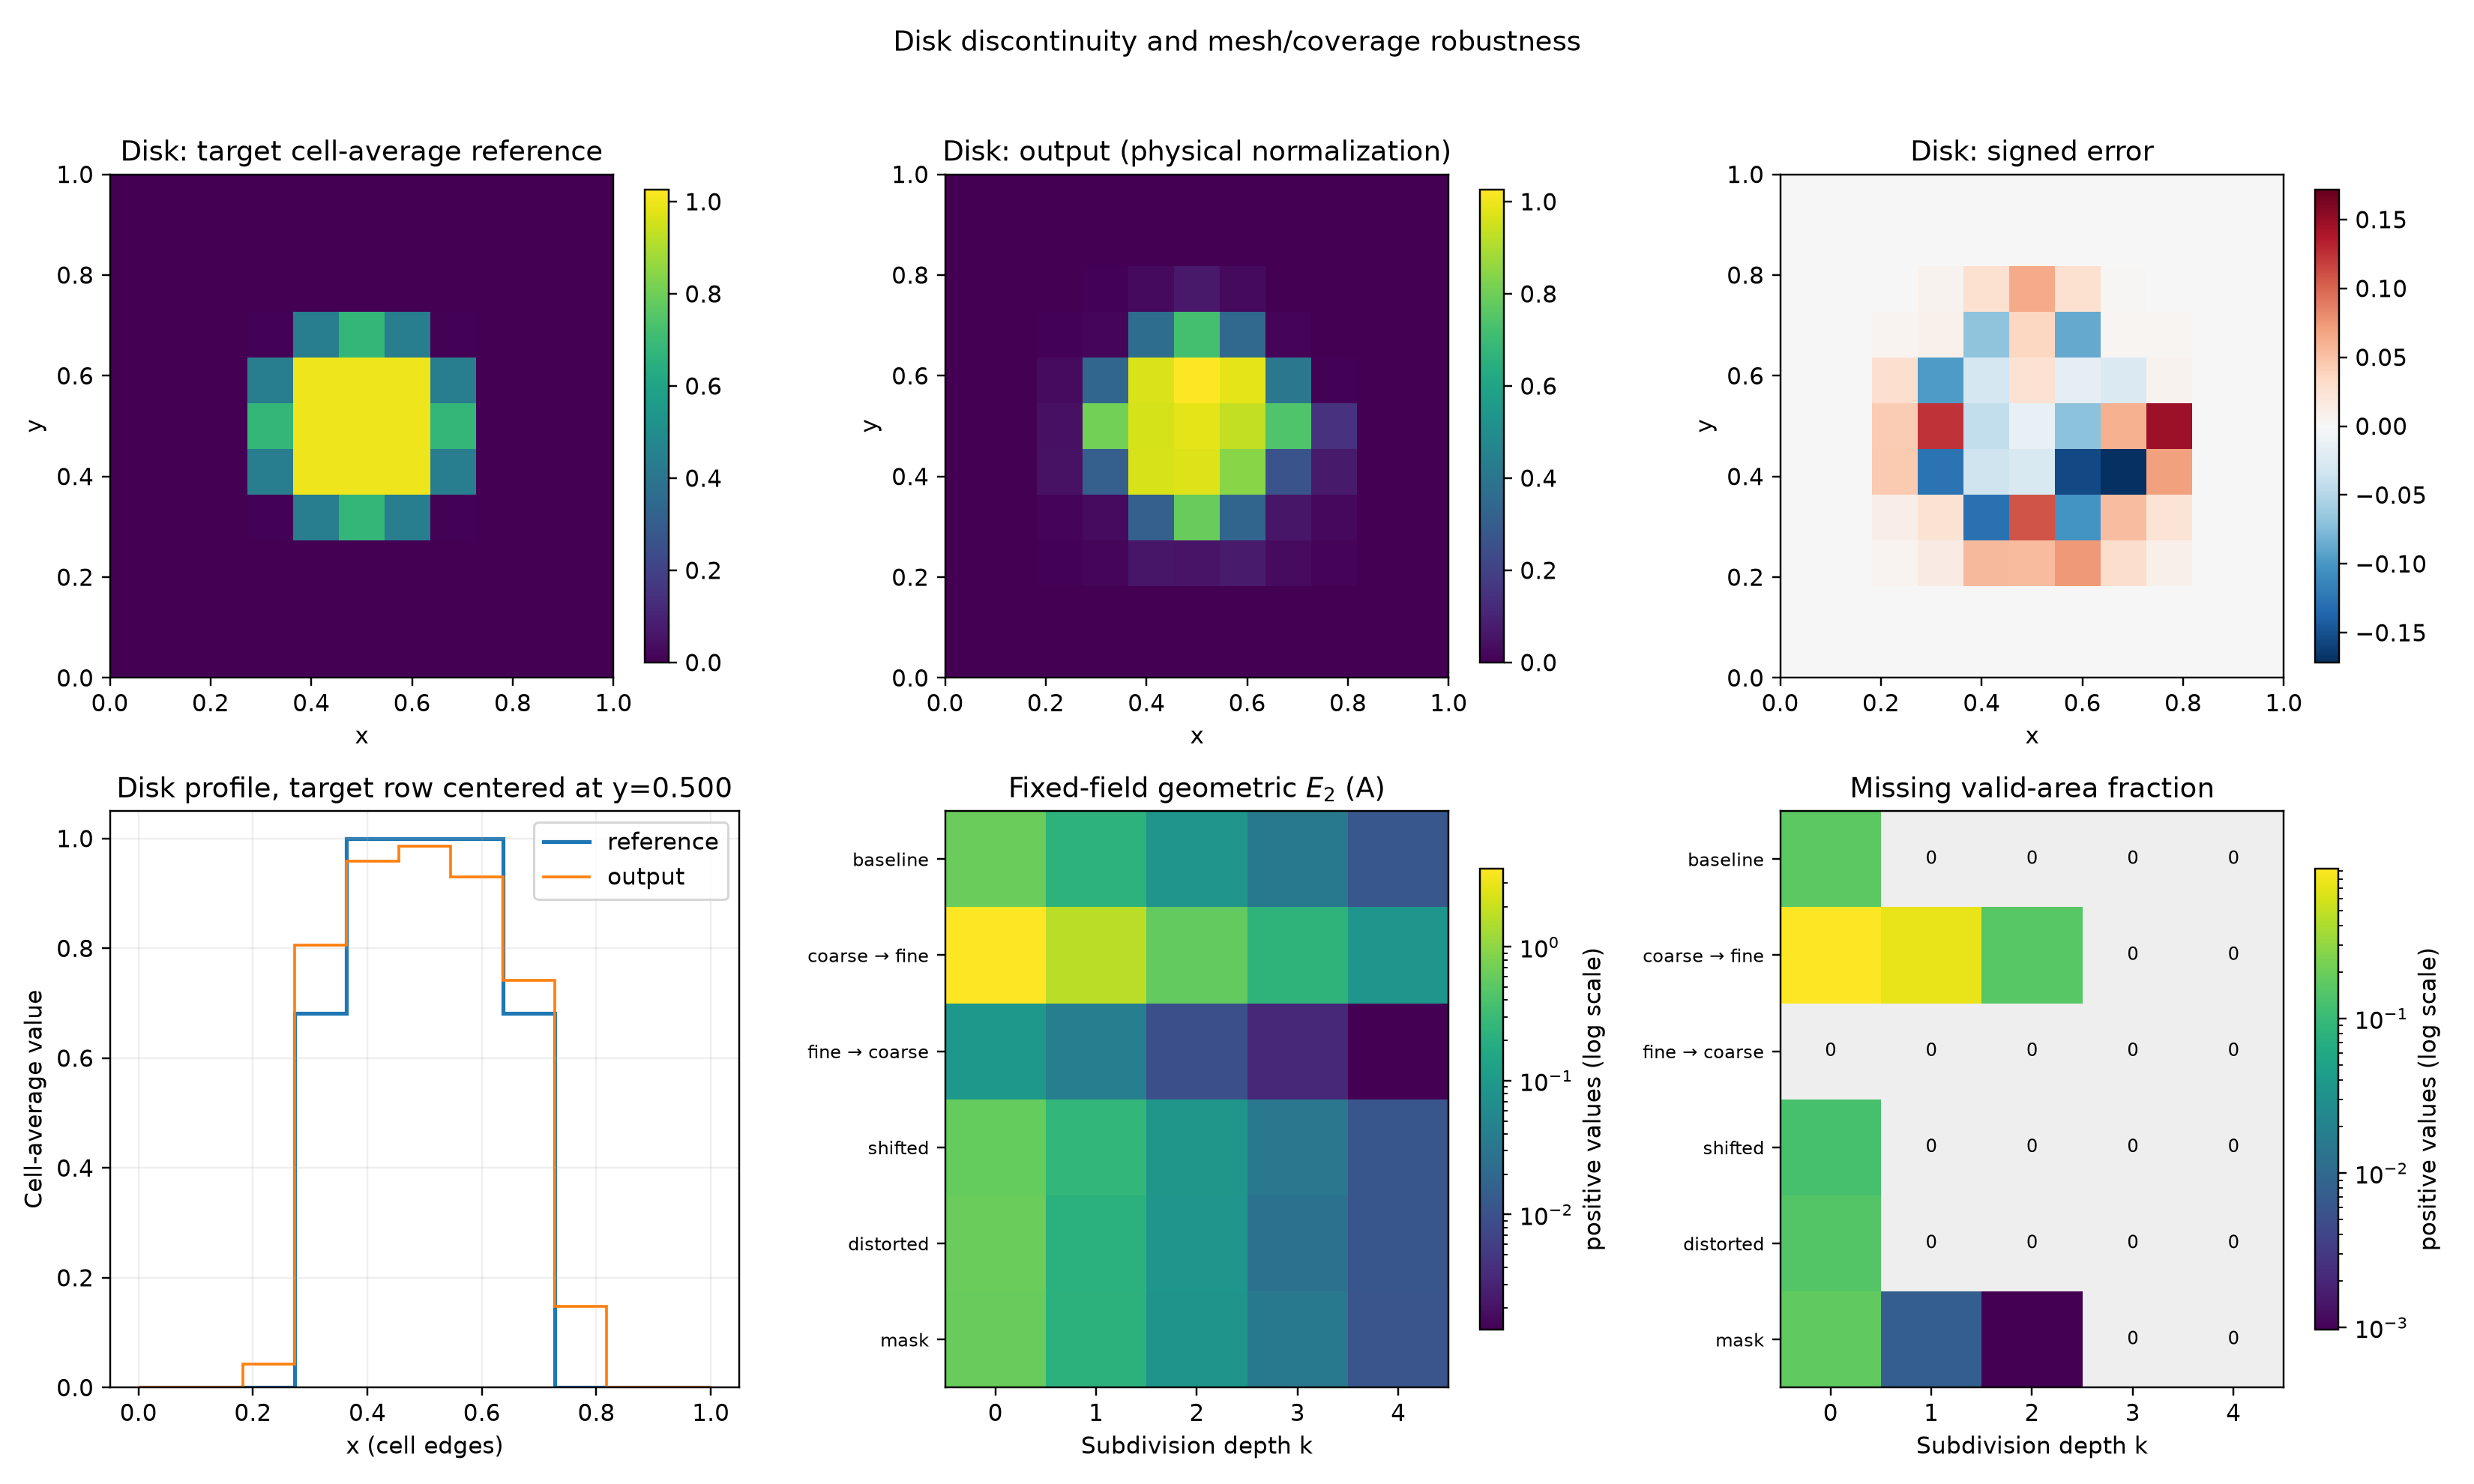 Disk discontinuity and mesh/coverage robustness
Disk: target cell-average reference
1.0
0.8
0.6
0.4
0.2
0.0
y
0.0 0.2 0.4 0.6 0.8 1.0
x
1.0
0.8
0.6
0.4
0.2
0.0
Disk: output (physical normalization)
1.0
0.8
0.6
0.4
0.2
0.0
y
0.0 0.2 0.4 0.6 0.8 1.0
x
1.0
0.8
0.6
0.4
0.2
0.0
Disk: signed error
1.0
0.8
0.6
0.4
0.2
0.0
y
0.0 0.2 0.4 0.6 0.8 1.0
x
0.15
0.10
0.05
0.00
−0.05
−0.10
−0.15
Disk profile, target row centered at y=0.500
reference
output
1.0
0.8
0.6
0.4
0.2
0.0
Cell-average value
0.0 0.2 0.4 0.6 0.8 1.0
x (cell edges)
Fixed-field geometric E₂ (A)
baseline
coarse → fine
fine → coarse
shifted
distorted
mask
0 1 2 3 4
Subdivision depth k
10⁰
10⁻¹
10⁻²
positive values (log scale)
Missing valid-area fraction
baseline 0 0 0 0
coarse → fine 0 0
fine → coarse 0 0 0 0 0
shifted 0 0 0 0
distorted 0 0 0 0
mask 0 0
0 1 2 3 4
Subdivision depth k
10⁻¹
10⁻²
10⁻³
positive values (log scale)